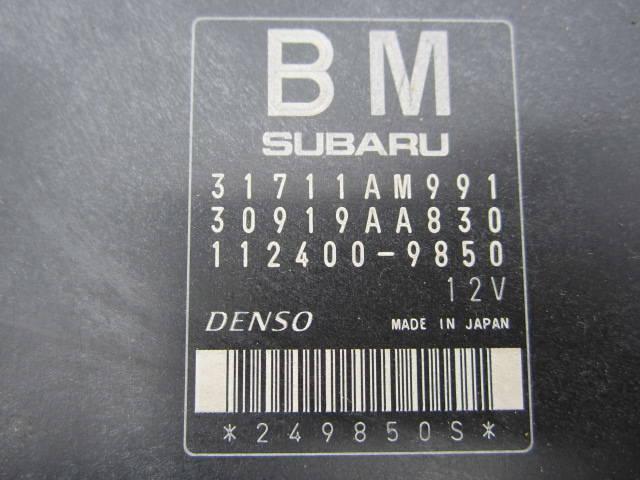 BM
SUBARU
31711AM991
30919AA830
112400-9850
12V
DENSO MADE IN JAPAN
*249850S*